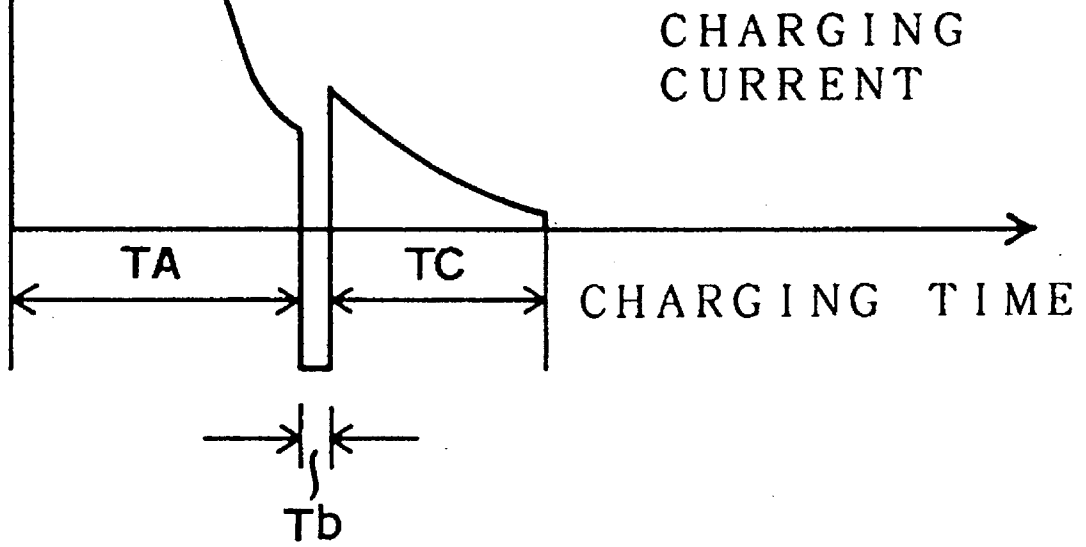 CHARGING
CURRENT
TA
TC
CHARGING TIME
Tb